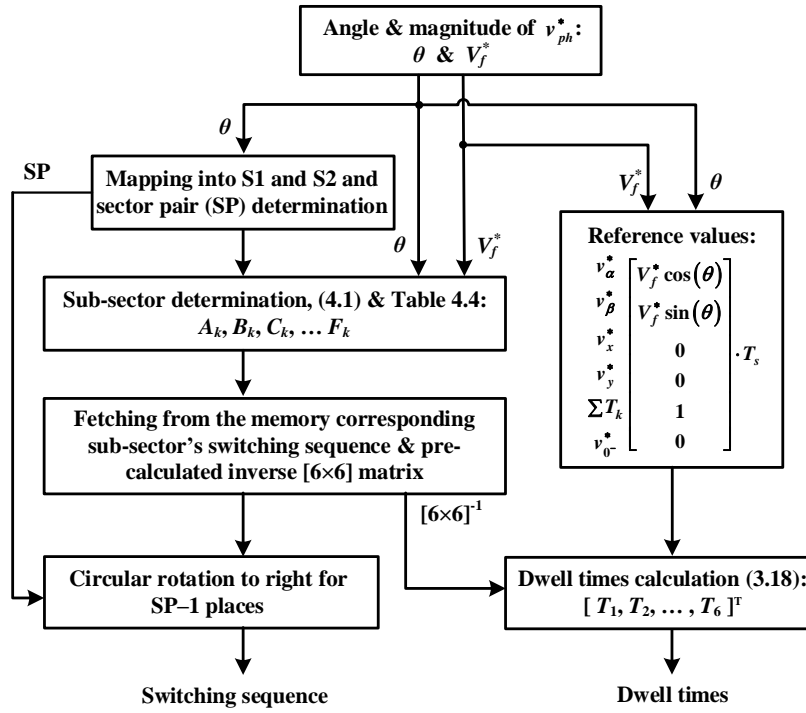 Angle & magnitude of v*ph:
θ & V*f
θ
SP
Mapping into S1 and S2 and
sector pair (SP) determination
V*f
θ
θ
V*f
Reference values:
v*α
V*f cos(θ)
v*β
V*f sin(θ)
v*x
0
v*y
0
ΣTk
1
v*0-
0
· Ts
Sub-sector determination, (4.1) & Table 4.4:
Ak, Bk, Ck, … Fk
Fetching from the memory corresponding
sub-sector’s switching sequence & pre-
calculated inverse [6×6] matrix
[6×6]-1
Circular rotation to right for
SP–1 places
Dwell times calculation (3.18):
[ T1, T2, … , T6 ]T
Switching sequence
Dwell times